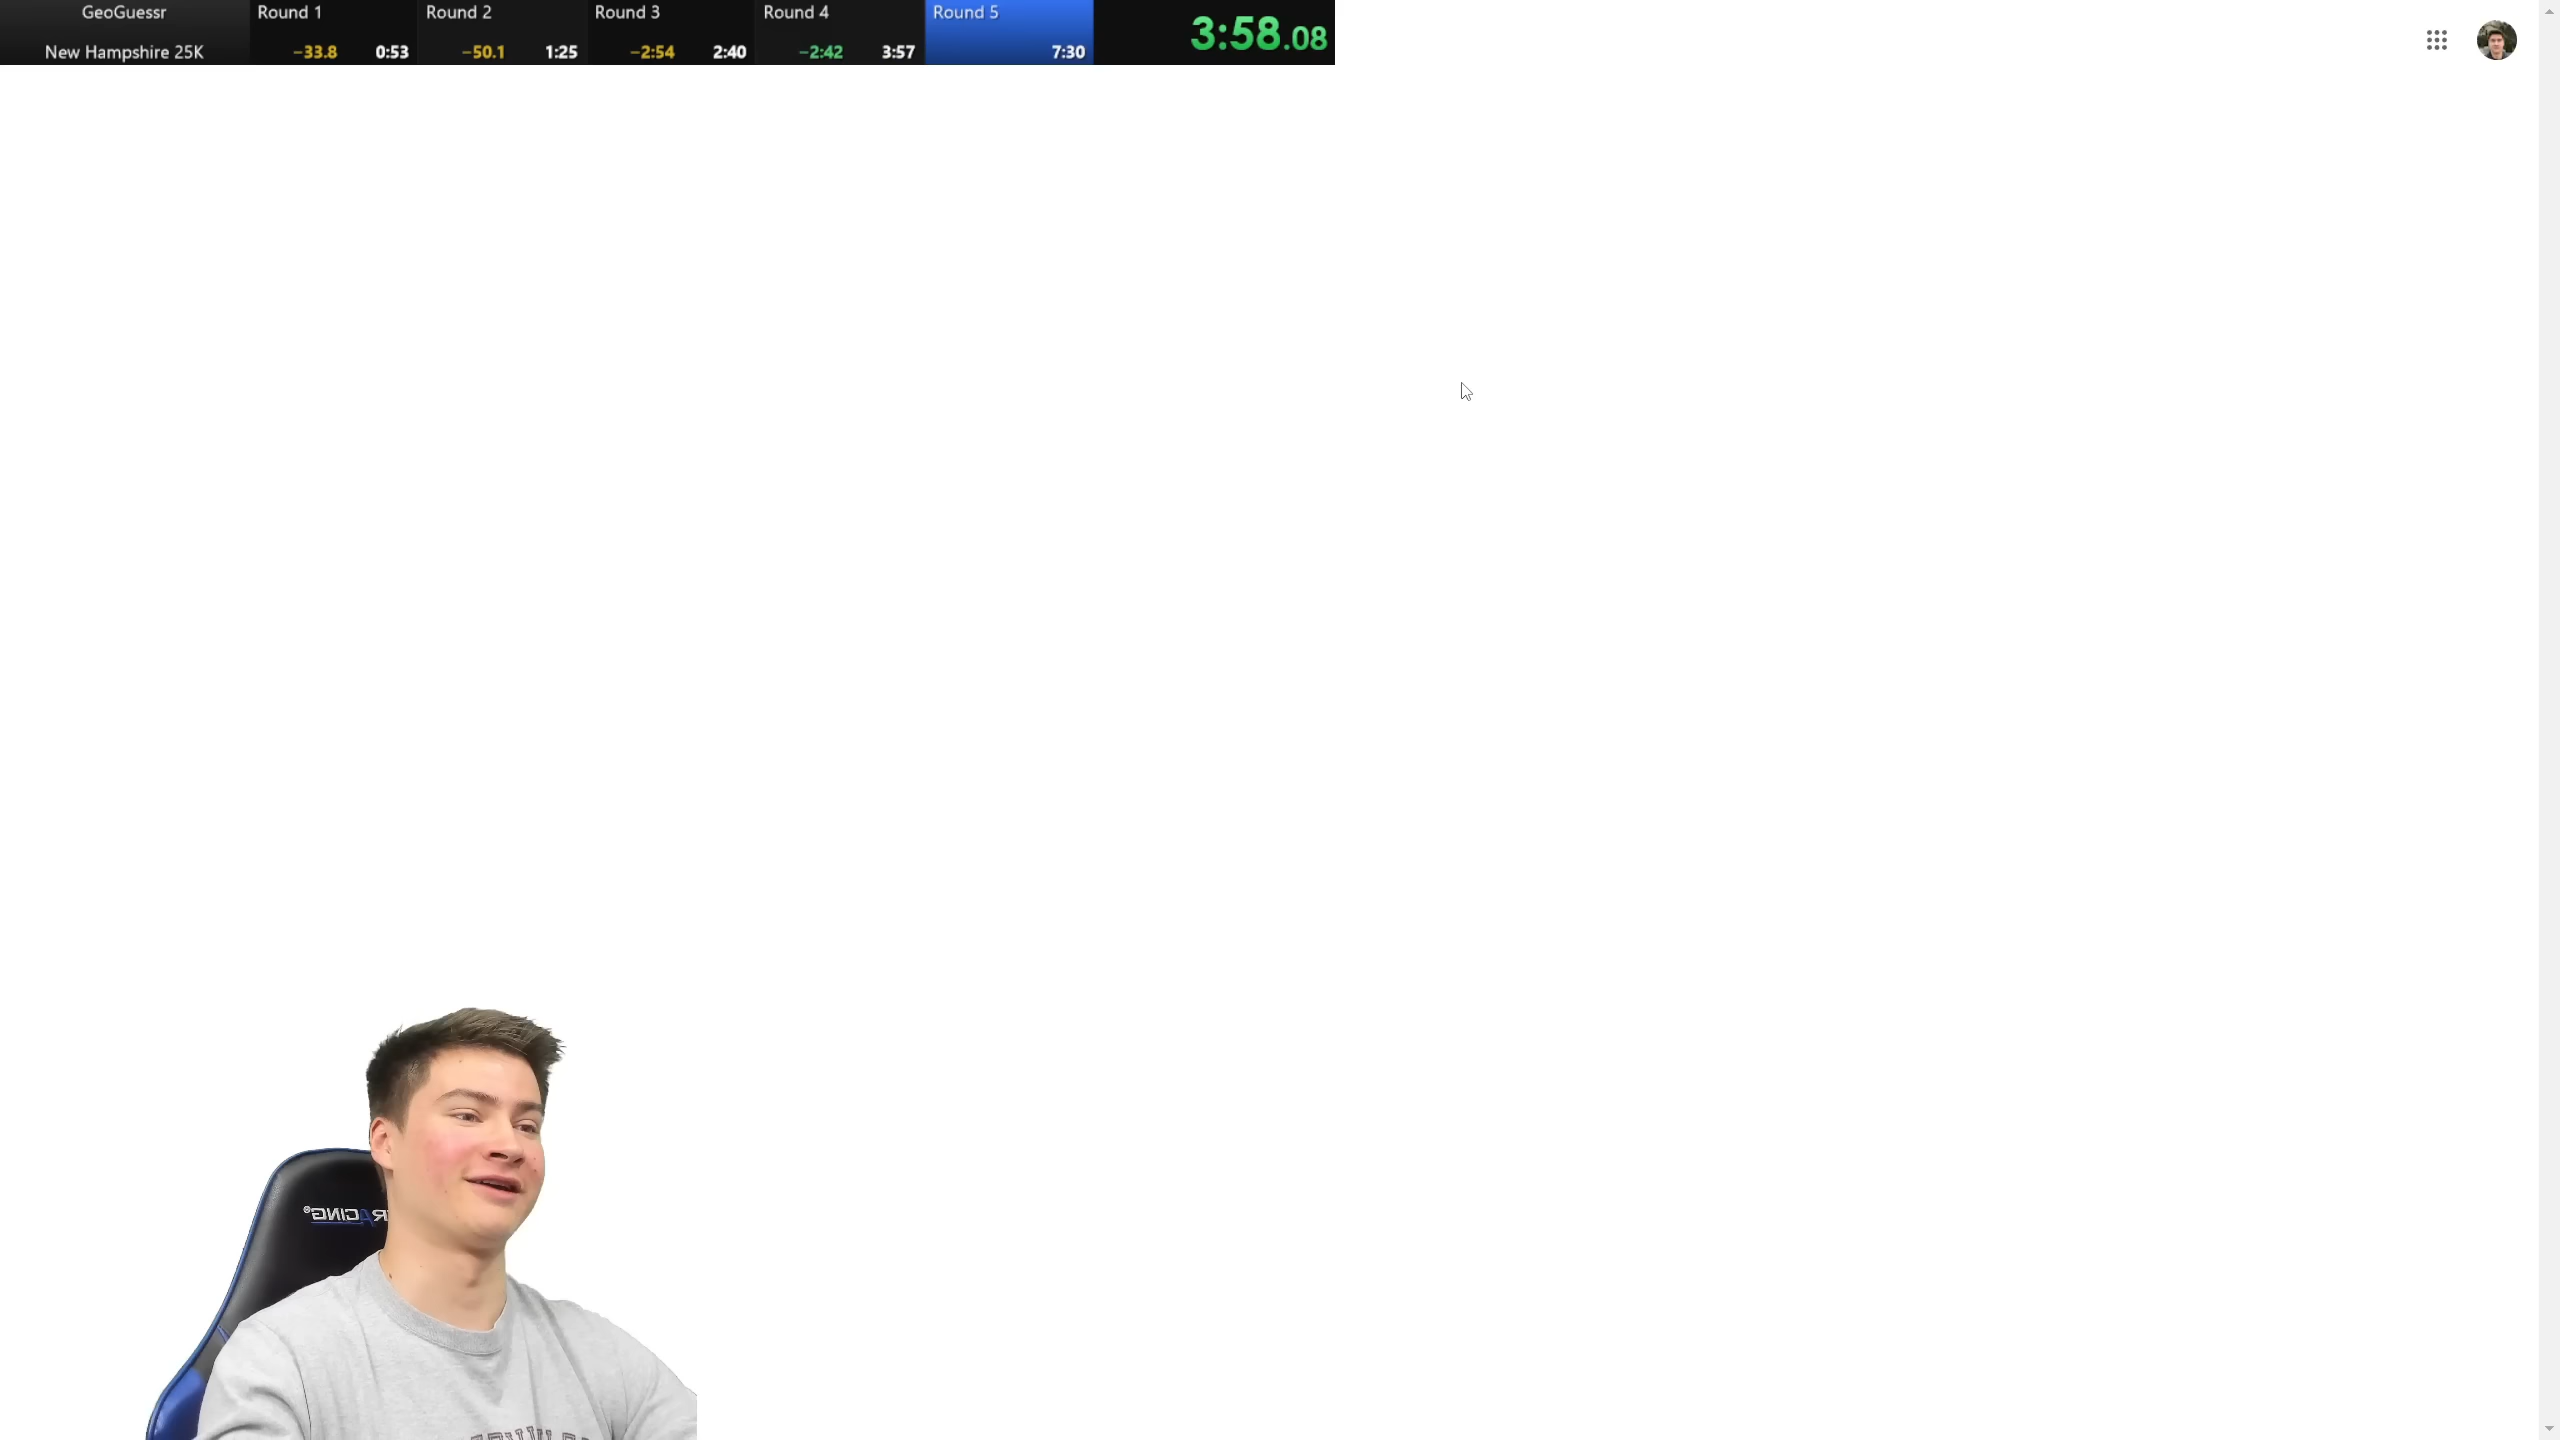 GeoGuessr
New Hampshire 25K
Round 1
−33.8 0:53
Round 2
−50.1 1:25
Round 3
−2:54 2:40
Round 4
−2:42 3:57
Round 5
7:30
3:58.08
RACING®